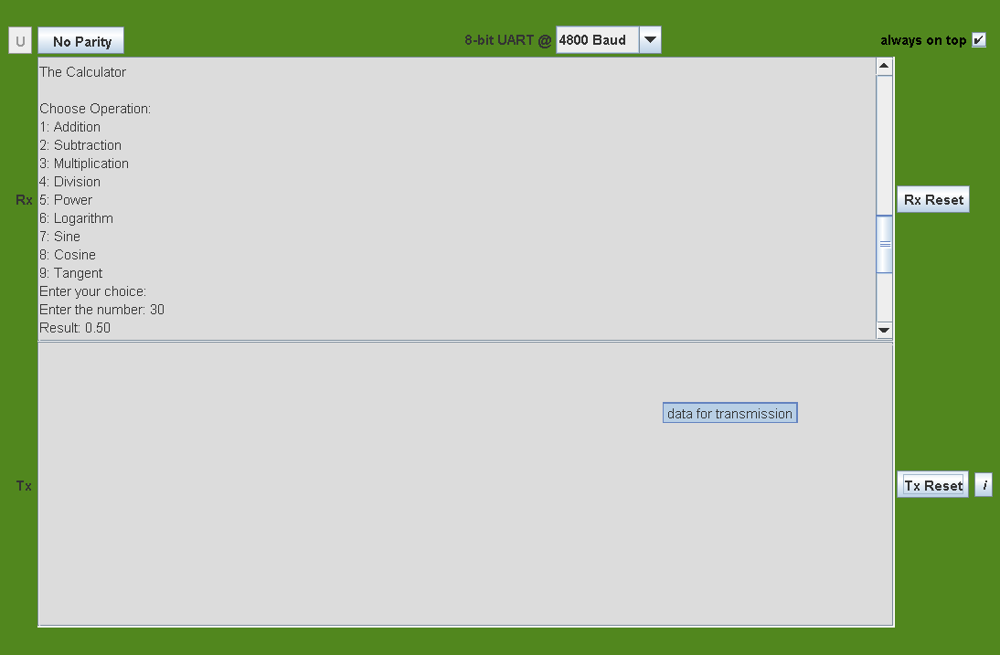 U
No Parity
8-bit UART @ 4800 Baud
always on top
Rx
The Calculator
Choose Operation:
1: Addition
2: Subtraction
3: Multiplication
4: Division
5: Power
6: Logarithm
7: Sine
8: Cosine
9: Tangent
Enter your choice:
Enter the number: 30
Result: 0.50
Rx Reset
Tx
data for transmission
Tx Reset
i